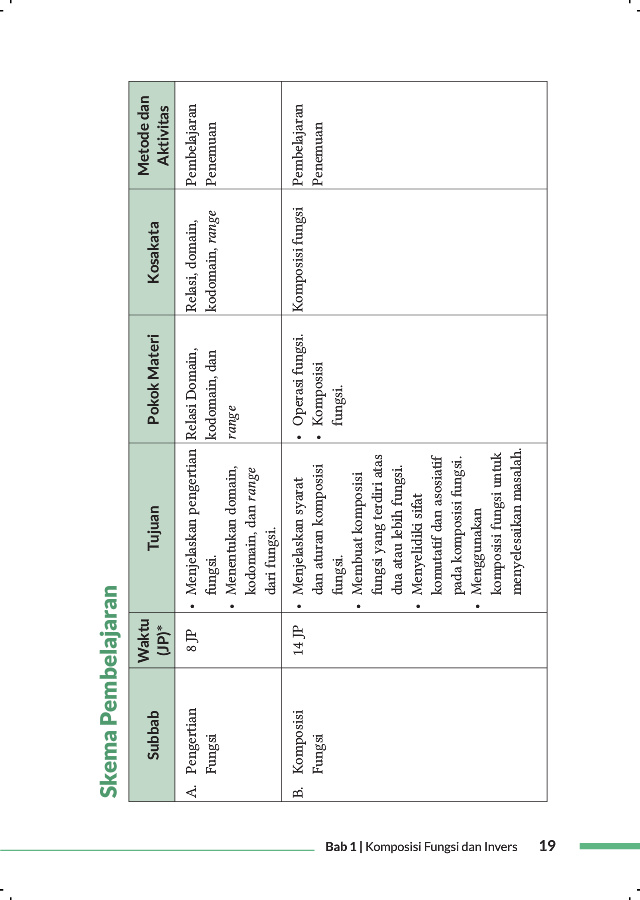 Skema Pembelajaran
Subbab
Waktu
(JP)*
Tujuan
Pokok Materi
Kosakata
Metode dan
Aktivitas
A. Pengertian
Fungsi
8 JP
• Menjelaskan pengertian
fungsi.
• Menentukan domain,
kodomain, dan range
dari fungsi.
Relasi Domain,
kodomain, dan
range
Relasi, domain,
kodomain, range
Pembelajaran
Penemuan
B. Komposisi
Fungsi
14 JP
• Menjelaskan syarat
dan aturan komposisi
fungsi.
• Membuat komposisi
fungsi yang terdiri atas
dua atau lebih fungsi.
• Menyelidiki sifat
komutatif dan asosiatif
pada komposisi fungsi.
• Menggunakan
komposisi fungsi untuk
menyelesaikan masalah.
• Operasi fungsi.
• Komposisi
fungsi.
Komposisi fungsi
Pembelajaran
Penemuan
Bab 1 | Komposisi Fungsi dan Invers 19